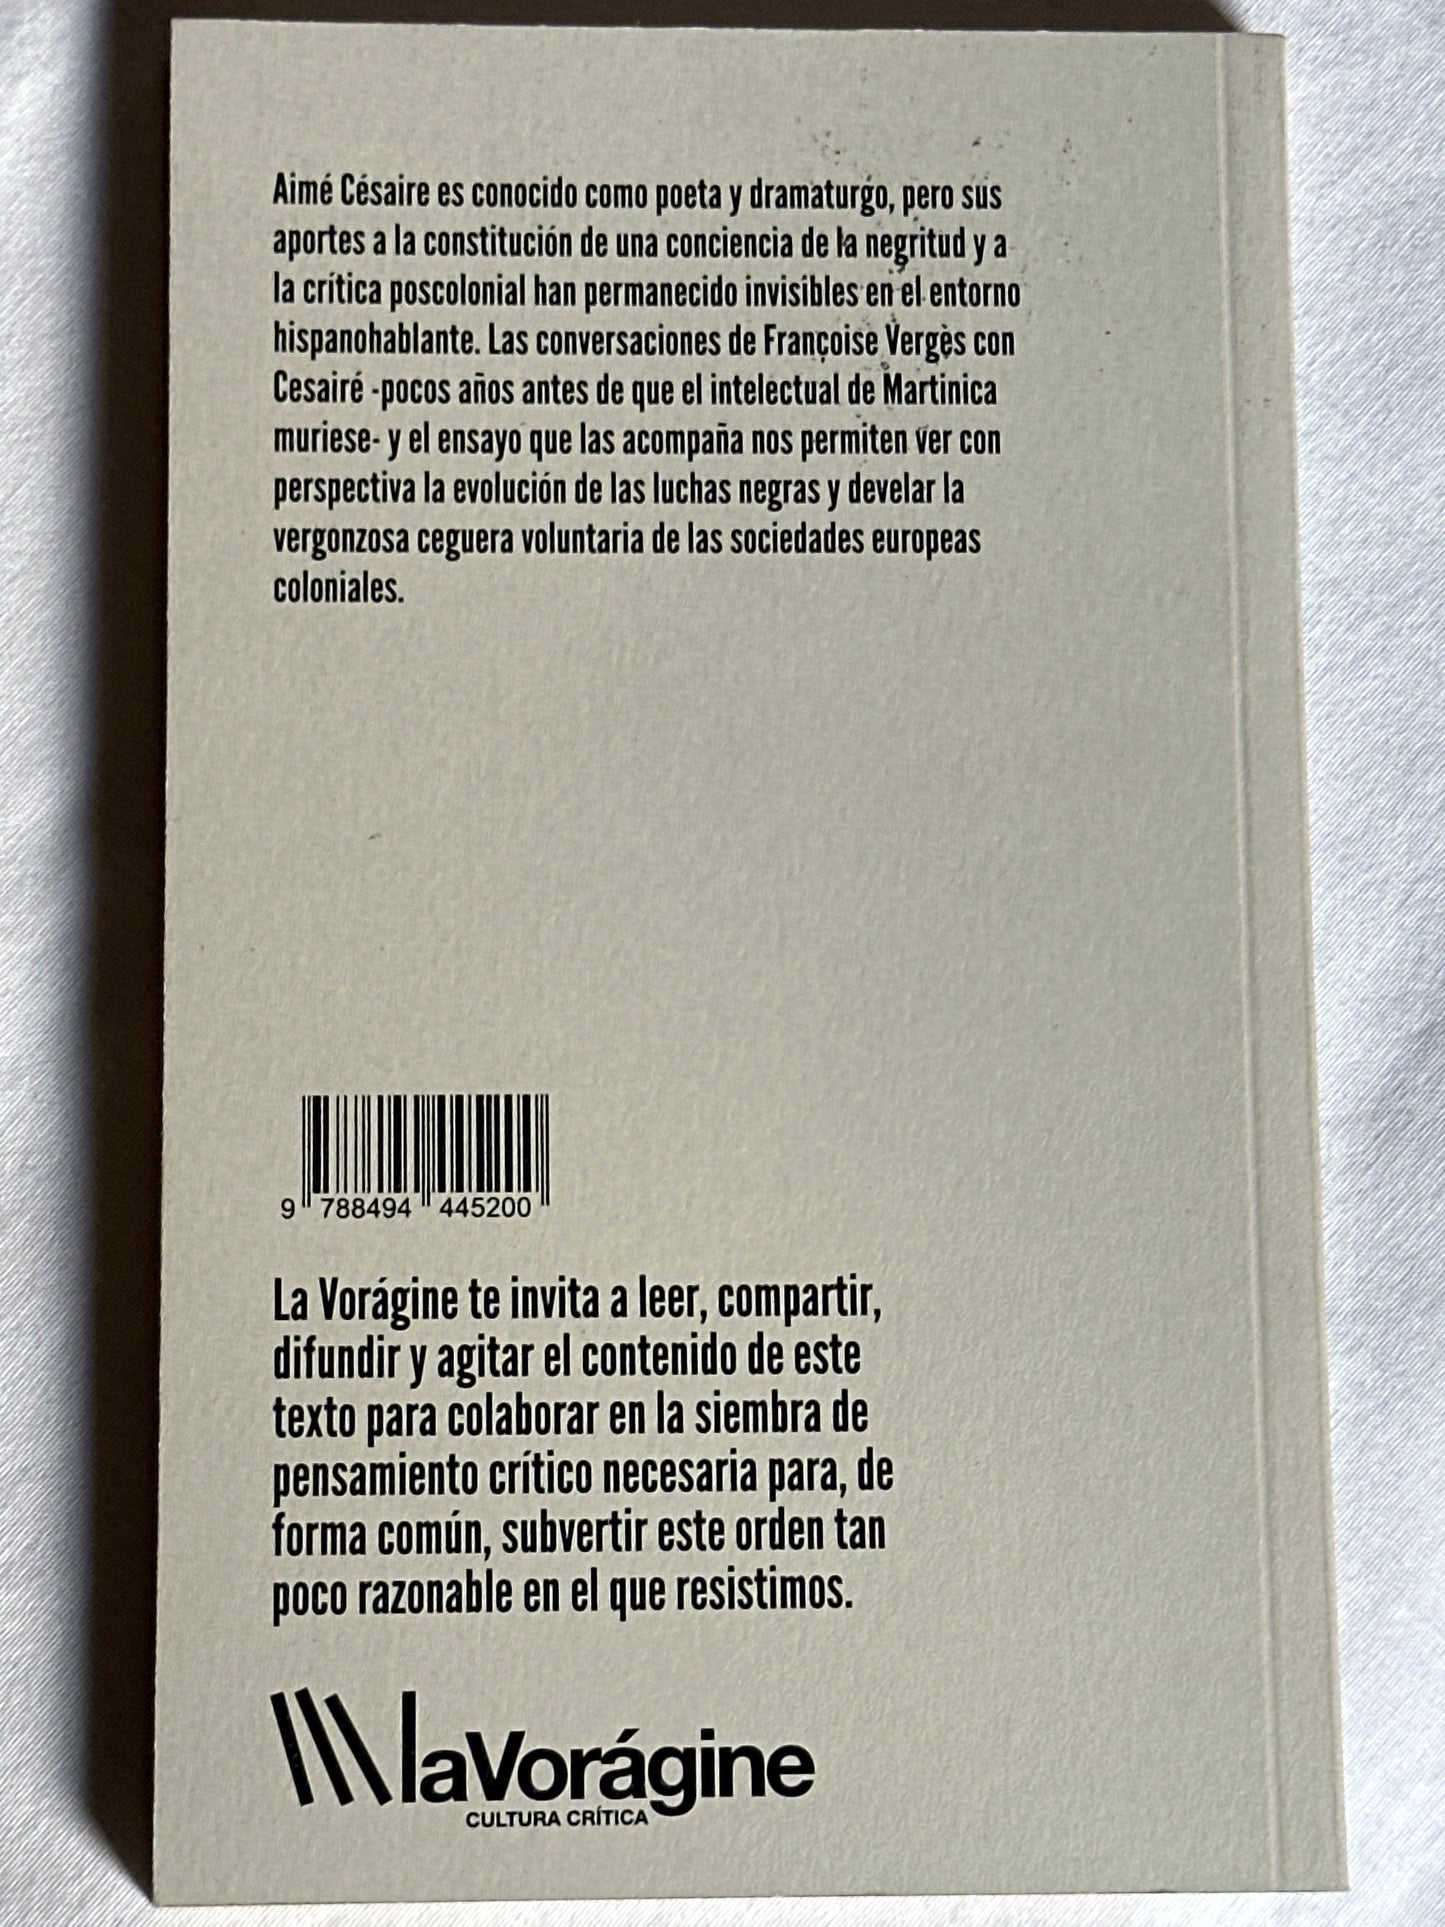 Aimé Césaire es conocido como poeta y dramaturgo, pero sus
aportes a la constitución de una conciencia de la negritud y a
la crítica poscolonial han permanecido invisibles en el entorno
hispanohablante. Las conversaciones de Françoise Vergès con
Cesairé -pocos años antes de que el intelectual de Martinica
muriese- y el ensayo que las acompaña nos permiten ver con
perspectiva la evolución de las luchas negras y develar la
vergonzosa ceguera voluntaria de las sociedades europeas
coloniales.
9 788494 445200
La Vorágine te invita a leer, compartir,
difundir y agitar el contenido de este
texto para colaborar en la siembra de
pensamiento crítico necesaria para, de
forma común, subvertir este orden tan
poco razonable en el que resistimos.
laVorágine
CULTURA CRÍTICA